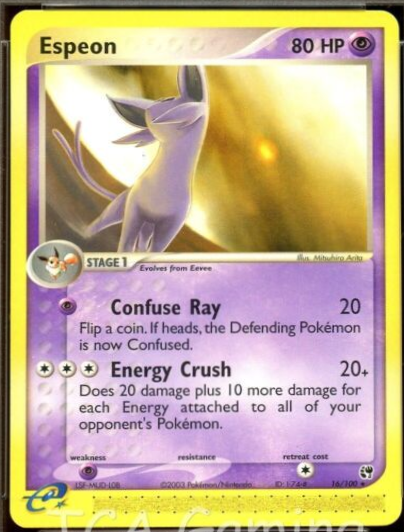 Espeon 80 HP
Illus. Mitsuhiro Arita
STAGE 1
Evolves from Eevee
Confuse Ray 20
Flip a coin. If heads, the Defending Pokémon
is now Confused.
Energy Crush 20+
Does 20 damage plus 10 more damage for
each Energy attached to all of your
opponent's Pokémon.
weakness resistance retreat cost
©2003 Pokémon/Nintendo 16/100
e
TCA Gaming